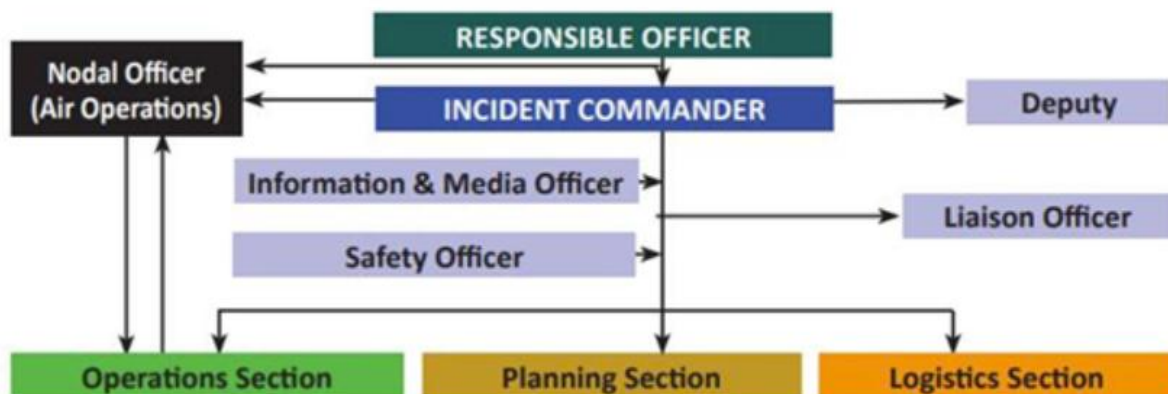 RESPONSIBLE OFFICER
Nodal Officer
(Air Operations)
INCIDENT COMMANDER
Deputy
Information & Media Officer
Liaison Officer
Safety Officer
Operations Section
Planning Section
Logistics Section